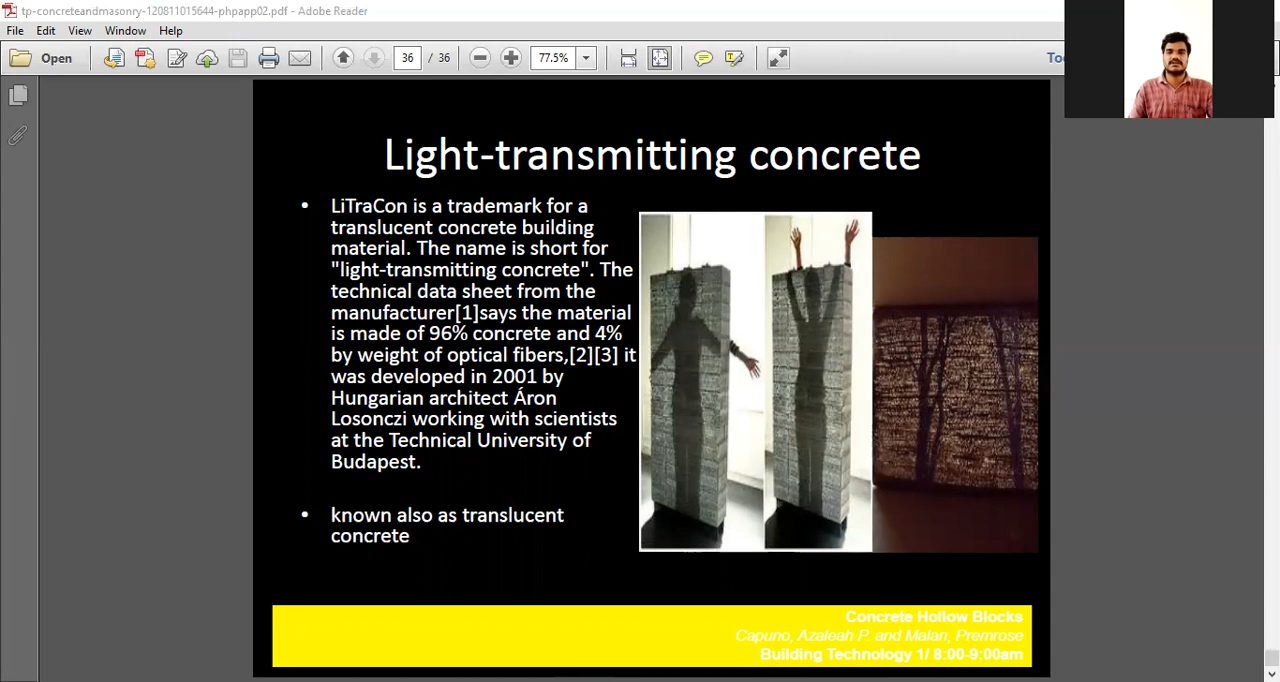 tp-concreteandmasonry-120811015644-phpapp02.pdf - Adobe Reader
File Edit View Window Help
Open 36 / 36 77.5%
Light-transmitting concrete
• LiTraCon is a trademark for a
translucent concrete building
material. The name is short for
"light-transmitting concrete". The
technical data sheet from the
manufacturer[1]says the material
is made of 96% concrete and 4%
by weight of optical fibers,[2][3] it
was developed in 2001 by
Hungarian architect Áron
Losonczi working with scientists
at the Technical University of
Budapest.
• known also as translucent
concrete
Concrete Hollow Blocks
Capuno, Azaleah P. and Malan, Premrose
Building Technology 1/ 8:00-9:00am